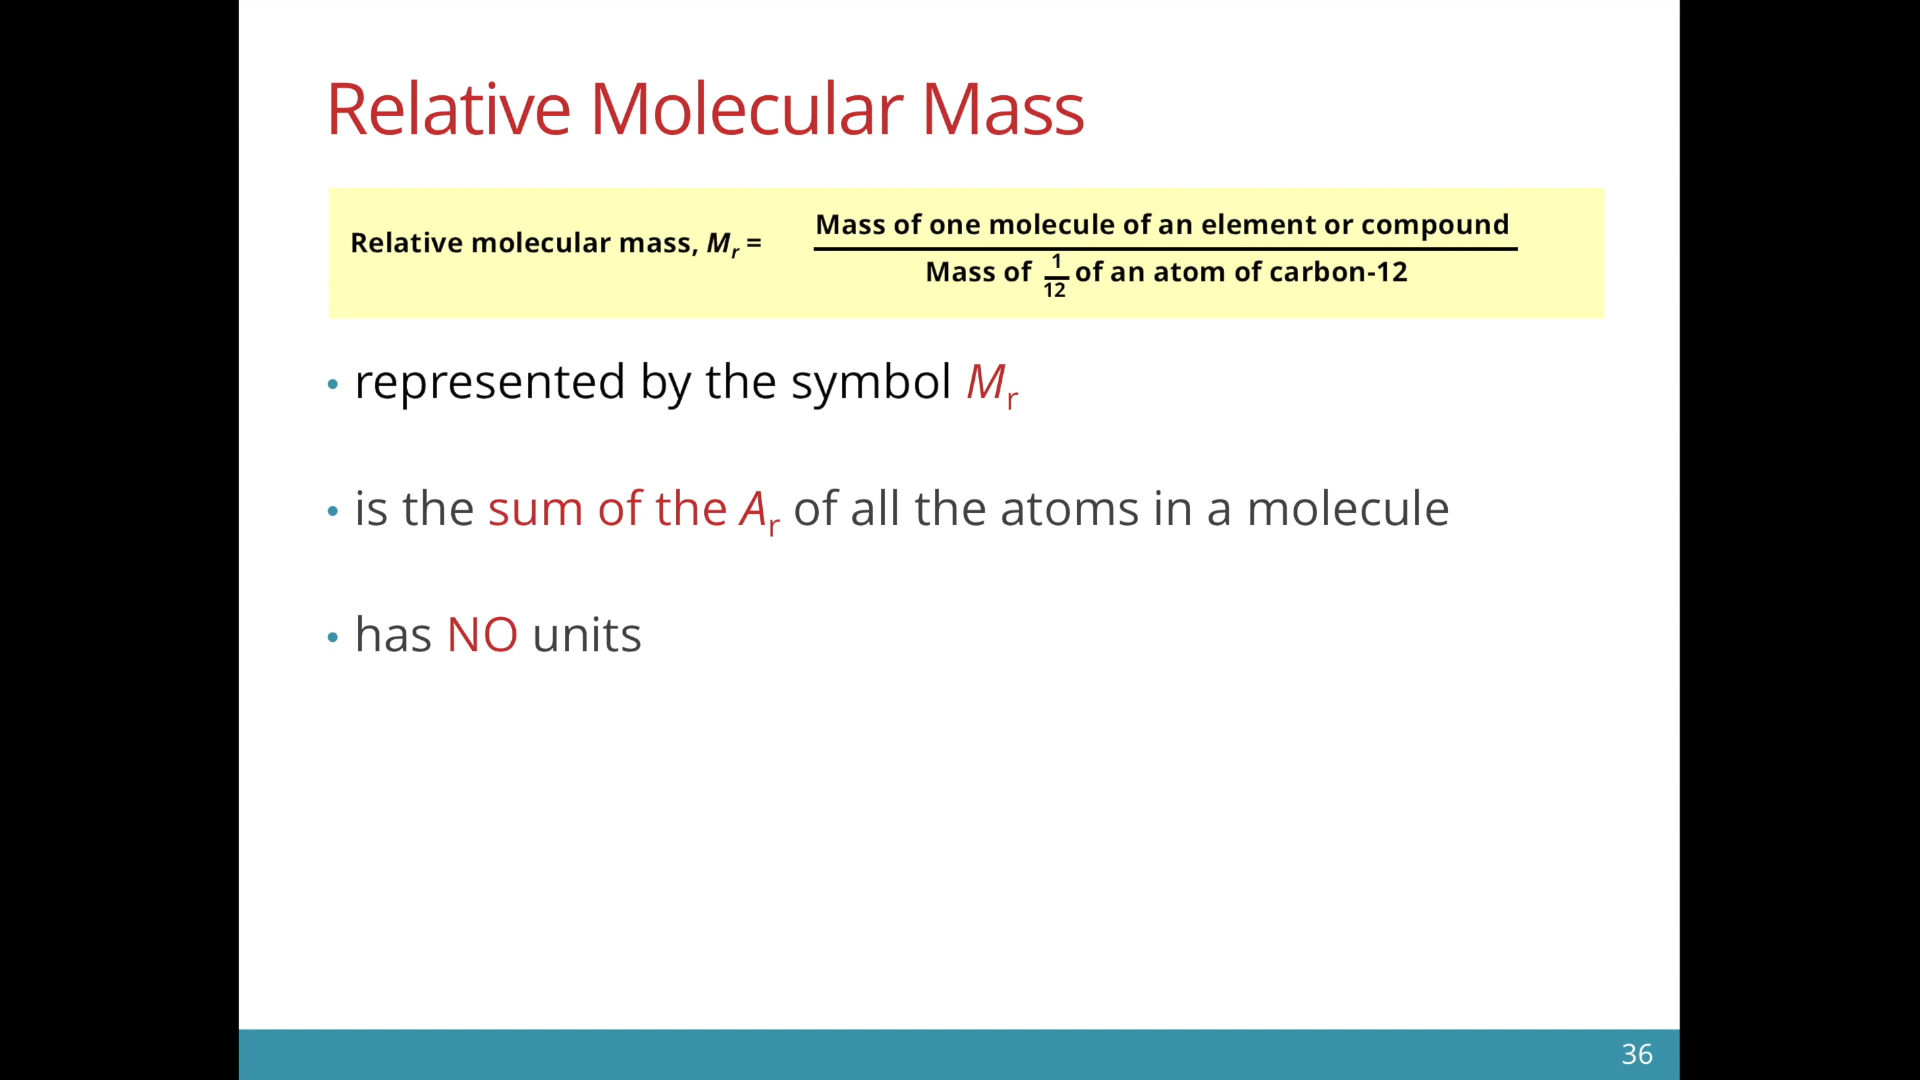 Relative Molecular Mass
Relative molecular mass, Mr = Mass of one molecule of an element or compound
Mass of 1/12 of an atom of carbon-12
• represented by the symbol Mr
• is the sum of the Ar of all the atoms in a molecule
• has NO units
36